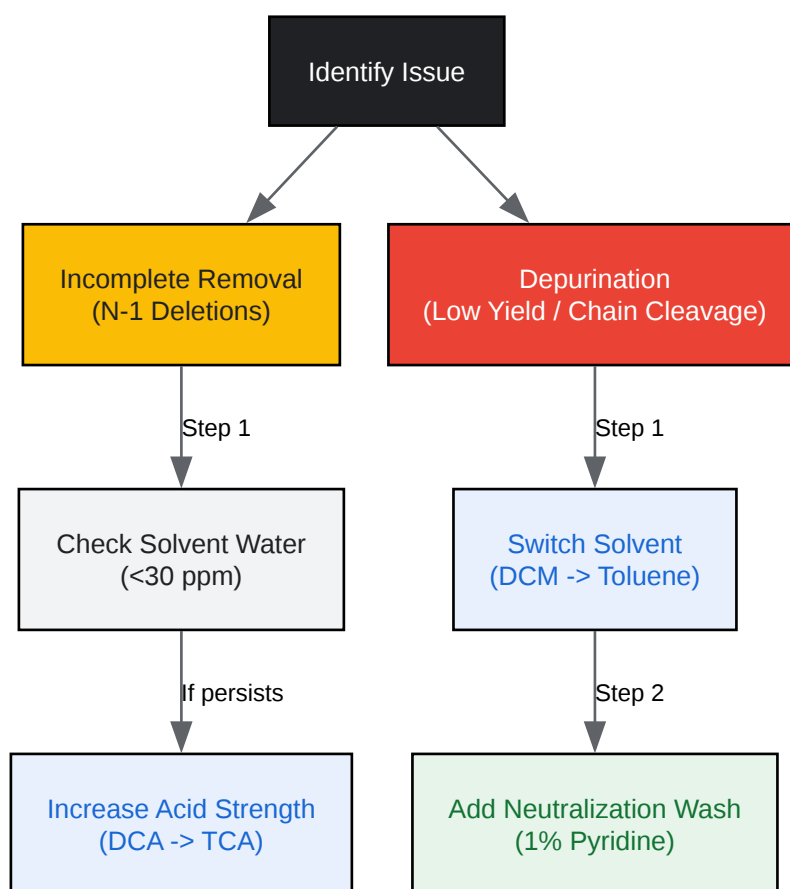 Identify Issue
Incomplete Removal
(N-1 Deletions)
Depurination
(Low Yield / Chain Cleavage)
Step 1
Step 1
Check Solvent Water
(<30 ppm)
Switch Solvent
(DCM -> Toluene)
If persists
Step 2
Increase Acid Strength
(DCA -> TCA)
Add Neutralization Wash
(1% Pyridine)